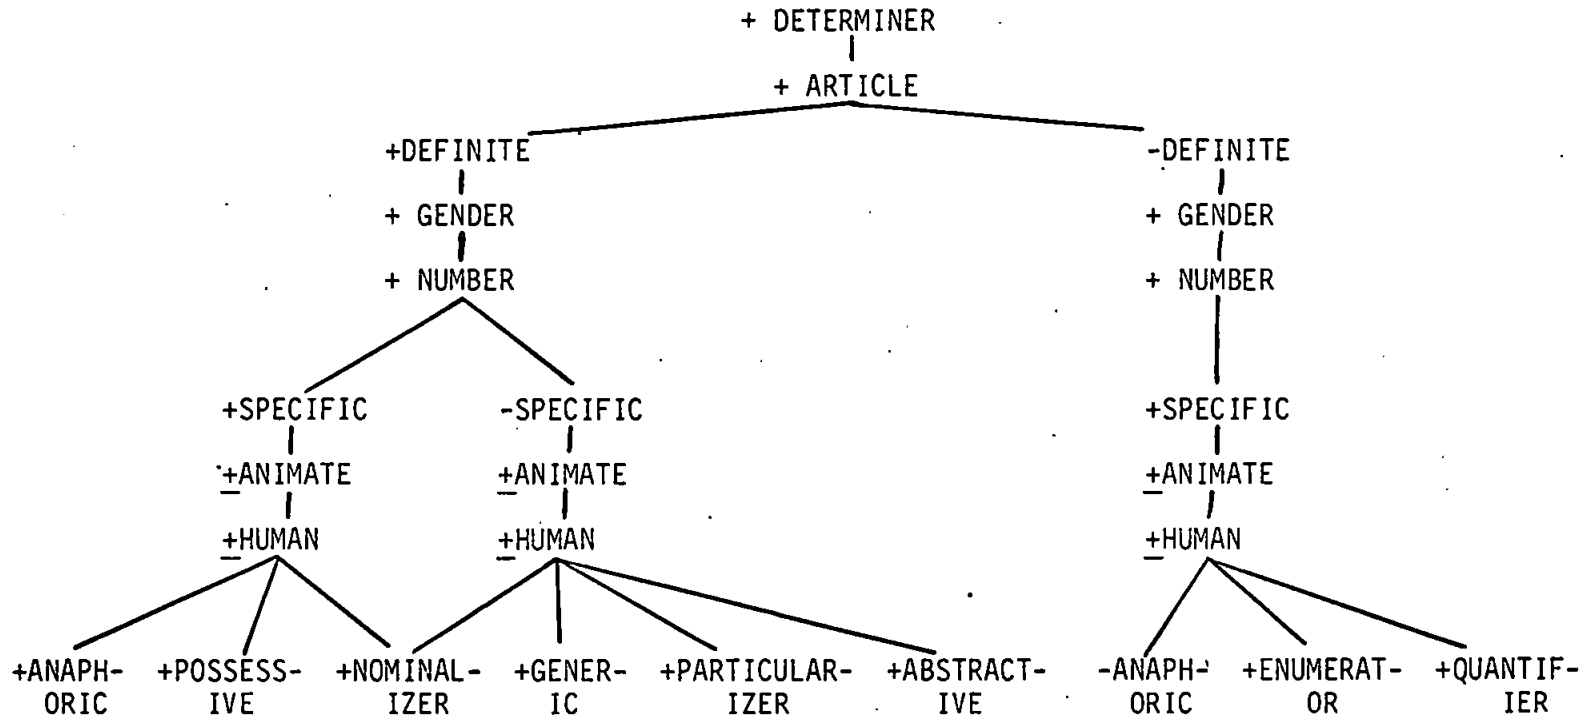 + DETERMINER
+ ARTICLE
+DEFINITE -DEFINITE
+ GENDER + GENDER
+ NUMBER + NUMBER
+SPECIFIC -SPECIFIC +SPECIFIC
±ANIMATE ±ANIMATE ±ANIMATE
±HUMAN ±HUMAN ±HUMAN
+ANAPH- +POSSESS- +NOMINAL- +GENER- +PARTICULAR- +ABSTRACT- -ANAPH- +ENUMERAT- +QUANTIF-
ORIC IVE IZER IC IZER IVE ORIC OR IER